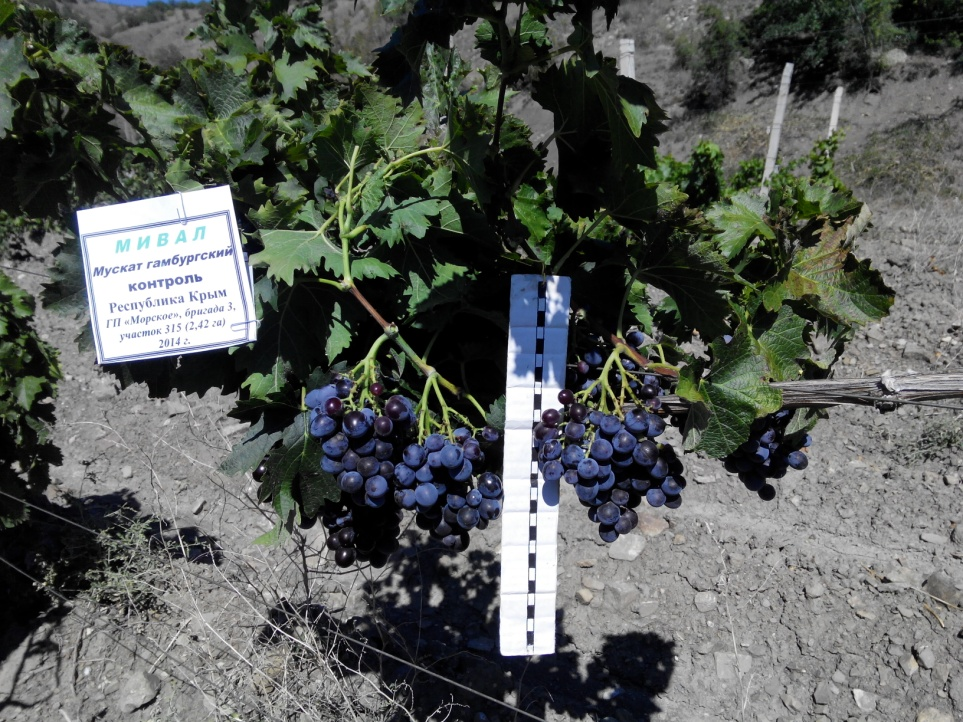 МИВАЛ
Мускат гамбургский
контроль
Республика Крым
ГП «Морское», бригада 3,
участок 315 (2,42 га)
2014 г.